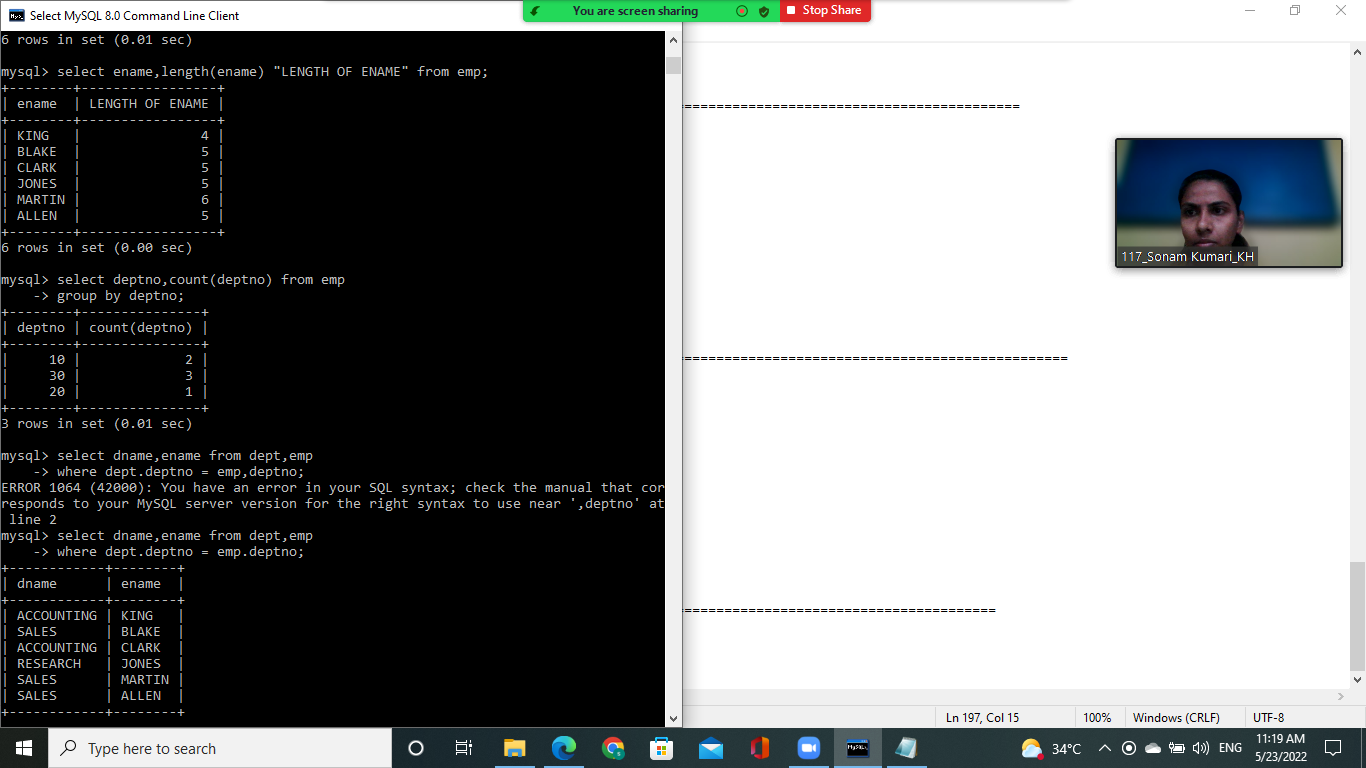 Select MySQL 8.0 Command Line Client
You are screen sharing
Stop Share
6 rows in set (0.01 sec)
mysql> select ename,length(ename) "LENGTH OF ENAME" from emp;
+--------+-----------------+
| ename  | LENGTH OF ENAME |
+--------+-----------------+
| KING   |               4 |
| BLAKE  |               5 |
| CLARK  |               5 |
| JONES  |               5 |
| MARTIN |               6 |
| ALLEN  |               5 |
+--------+-----------------+
6 rows in set (0.00 sec)
mysql> select deptno,count(deptno) from emp
    -> group by deptno;
+--------+---------------+
| deptno | count(deptno) |
+--------+---------------+
|     10 |             2 |
|     30 |             3 |
|     20 |             1 |
+--------+---------------+
3 rows in set (0.01 sec)
mysql> select dname,ename from dept,emp
    -> where dept.deptno = emp,deptno;
ERROR 1064 (42000): You have an error in your SQL syntax; check the manual that cor
responds to your MySQL server version for the right syntax to use near ',deptno' at
 line 2
mysql> select dname,ename from dept,emp
    -> where dept.deptno = emp.deptno;
+------------+--------+
| dname      | ename  |
+------------+--------+
| ACCOUNTING | KING   |
| SALES      | BLAKE  |
| ACCOUNTING | CLARK  |
| RESEARCH   | JONES  |
| SALES      | MARTIN |
| SALES      | ALLEN  |
+------------+--------+
==========================================
117_Sonam Kumari_KH
================================================
=======================================
Ln 197, Col 15
100%
Windows (CRLF)
UTF-8
Type here to search
MySQL
34°C
ENG
11:19 AM
5/23/2022